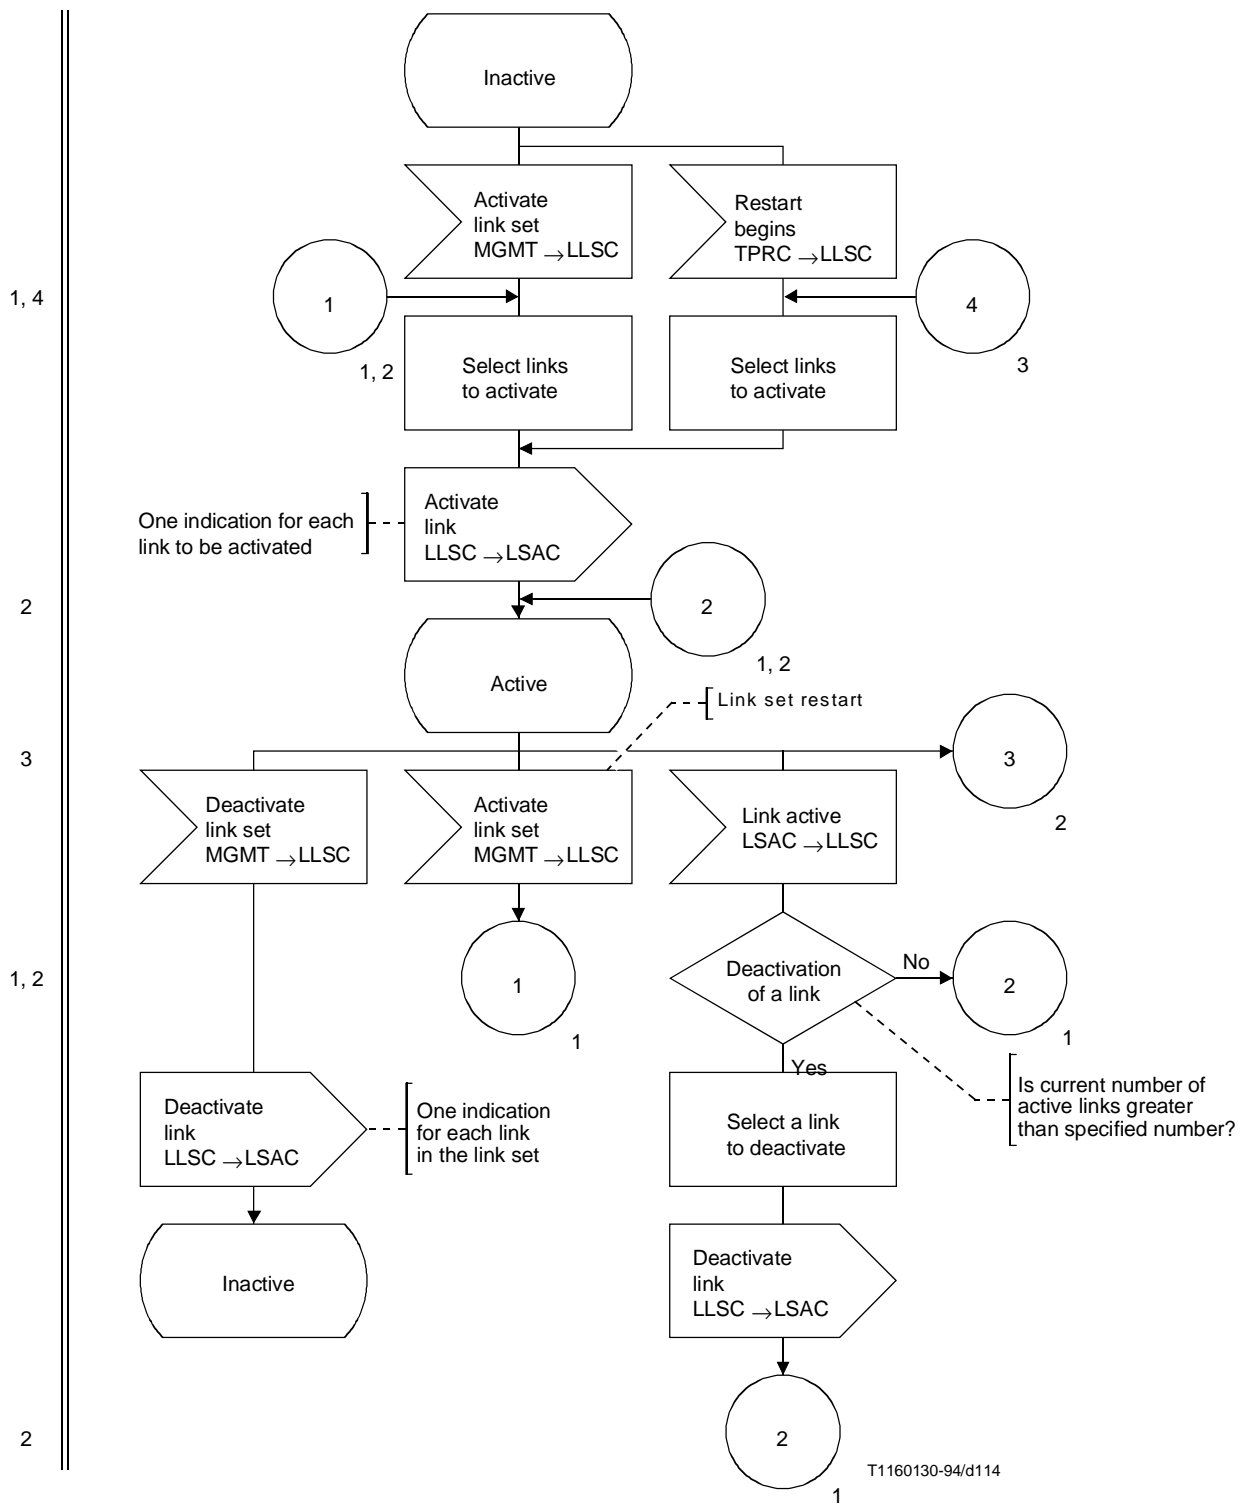 Inactive
Activate
link set
MGMT →LLSC
Restart
begins
TPRC →LLSC
1, 4
1
4
1, 2
Select links
to activate
Select links
to activate
3
One indication for each
link to be activated
Activate
link
LLSC →LSAC
2
2
1, 2
Active
Link set restart
3
3
2
Deactivate
link set
MGMT →LLSC
Activate
link set
MGMT →LLSC
Link active
LSAC →LLSC
1, 2
1
1
Deactivation
of a link
No
2
1
Yes
Is current number of
active links greater
than specified number?
Deactivate
link
LLSC →LSAC
One indication
for each link
in the link set
Select a link
to deactivate
Inactive
Deactivate
link
LLSC →LSAC
2
2
1
T1160130-94/d114